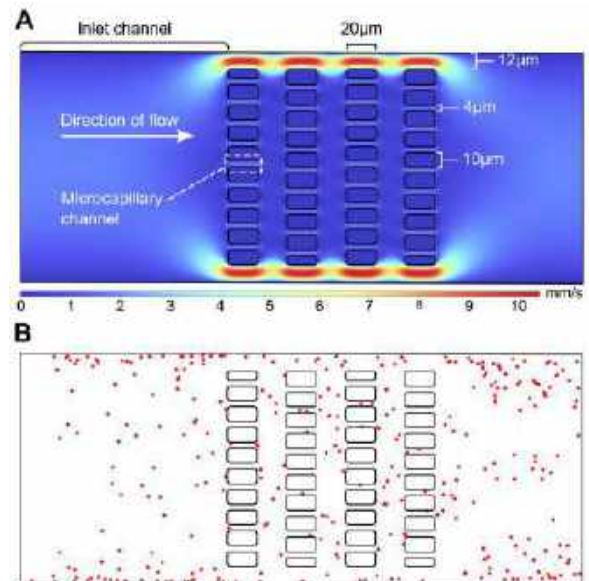 A
Inlet channel
20µm
12µm
Direction of flow
4µm
10µm
Microcapillary
channel
mm/s
0 1 2 3 4 5 6 7 8 9 10
B